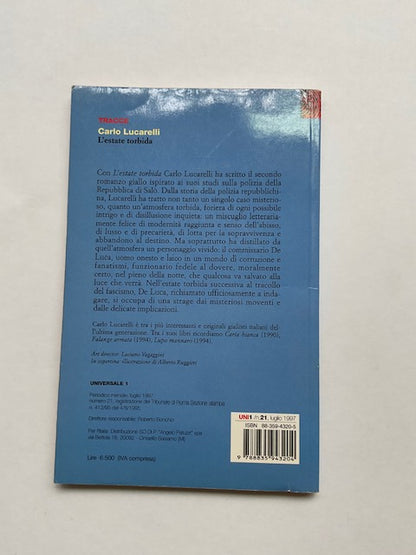 TRACCE
Carlo Lucarelli
L'estate torbida
Con L'estate torbida Carlo Lucarelli ha scritto il secondo
romanzo giallo ispirato ai suoi studi sulla polizia della
Repubblica di Salò. Dalla storia della polizia repubblichi-
na, Lucarelli ha tratto non tanto un singolo caso misterio-
so, quanto un'atmosfera torbida, foriera di ogni possibile
intrigo e di disillusione inquieta: un miscuglio letteraria-
mente felice di modernità raggiunta e senso dell'abisso,
di lusso e di precarietà, di lotta per la sopravvivenza e
abbandono al destino. Ma soprattutto ha distillato da
quell'atmosfera un personaggio vivido: il commissario De
Luca, uomo onesto e laico in un mondo di corruzione e
fanatismi, funzionario fedele al dovere, moralmente
certo, nel pieno della notte, che qualcosa va salvato alla
luce che verrà. Nell'estate torbida successiva al tracollo
del fascismo, De Luca, richiamato ufficiosamente a inda-
gare, si occupa di una strage dai misteriosi moventi e
dalle delicate implicazioni.
Carlo Lucarelli è tra i più interessanti e originali giallisti italiani del-
l'ultima generazione. Tra i suoi libri ricordiamo Carta bianca (1990),
Falange armata (1994), Lupo mannaro (1994).
Art director: Luciano Vagaggini
In copertina: illustrazione di Alberto Ruggieri
UNIVERSALE 1
Periodico mensile, luglio 1997
numero 21, registrazione del Tribunale di Roma Sezione stampa
Direttore responsabile: Roberto Bonchio
Per l'Italia: Distribuzione SO.DI.P. "Angelo Patuzzi" spa
via Bettola 18, 20092 - Cinisello Balsamo (MI)
Lire 6.500 (IVA compresa)
UNI1 /n.21, luglio 1997
ISBN 88-359-4320-5
9 788835 943204